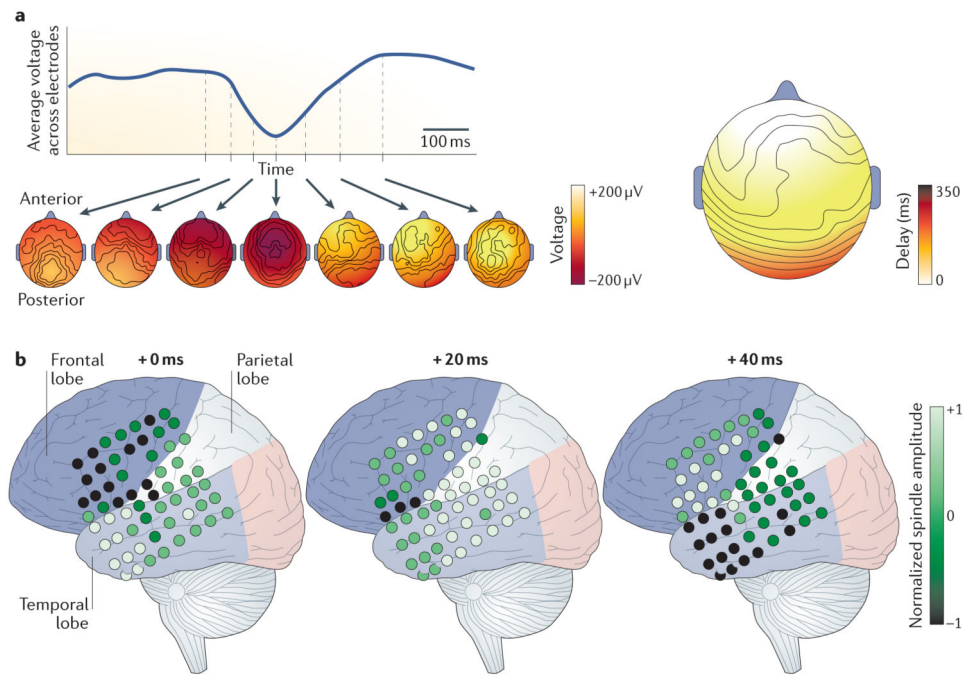 a
Average voltage
across electrodes
100 ms
Time
Anterior
Posterior
+200 µV
Voltage
–200 µV
350
Delay (ms)
0
b
Frontal
lobe
+ 0 ms
Parietal
lobe
+ 20 ms
+ 40 ms
Temporal
lobe
+1
Normalized spindle amplitude
0
–1